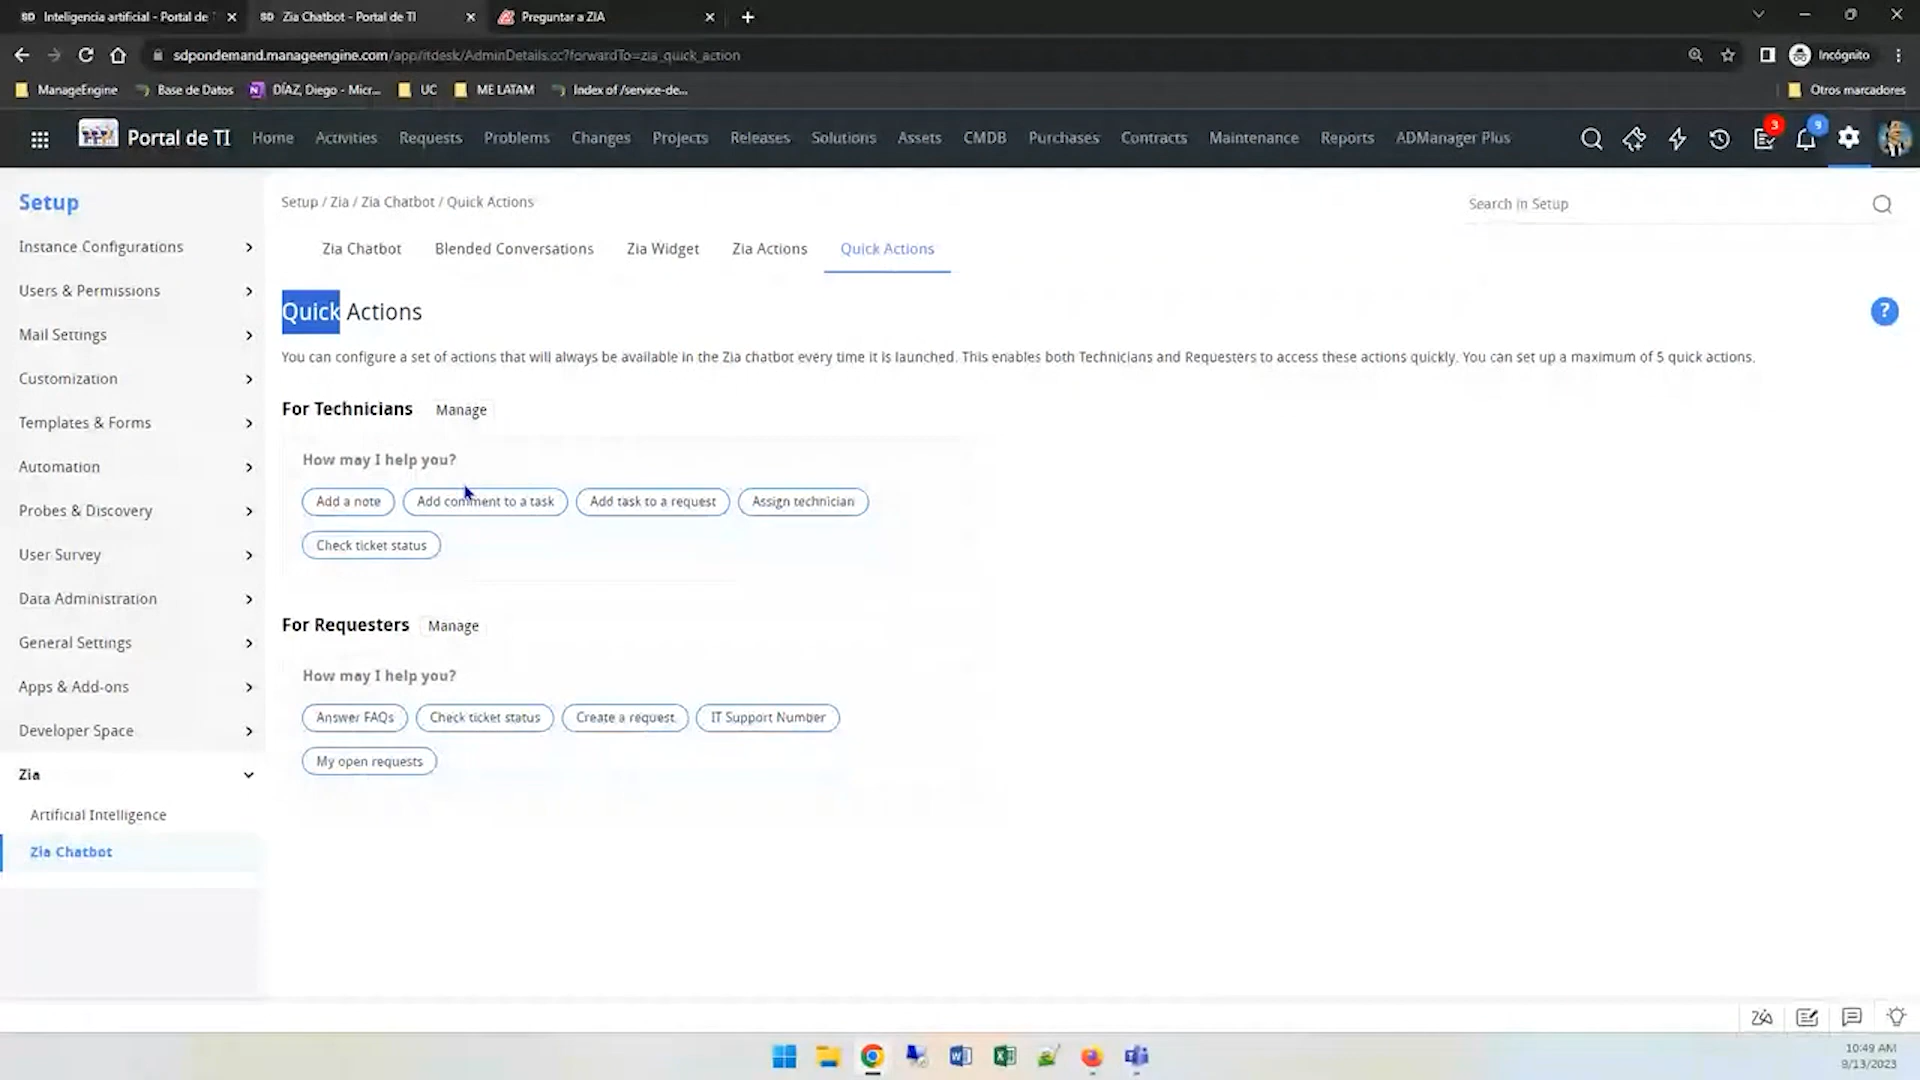 Inteligencia artificial - Portal de
Zia Chatbot - Portal de TI
Preguntar a ZIA
sdpondemand.manageengine.com/app/itdesk/AdminDetails.cc?forwardTo=zia_quick_action
Incógnito
ManageEngine
Base de Datos
DÍAZ, Diego - Micr...
UC
ME LATAM
Index of /service-de...
Otros marcadores
Portal de TI
Home
Activities
Requests
Problems
Changes
Projects
Releases
Solutions
Assets
CMDB
Purchases
Contracts
Maintenance
Reports
ADManager Plus
3
9
Setup
Instance Configurations
Users & Permissions
Mail Settings
Customization
Templates & Forms
Automation
Probes & Discovery
User Survey
Data Administration
General Settings
Apps & Add-ons
Developer Space
Zia
Artificial Intelligence
Zia Chatbot
Setup / Zia / Zia Chatbot / Quick Actions
Search in Setup
Zia Chatbot
Blended Conversations
Zia Widget
Zia Actions
Quick Actions
Quick Actions
?
You can configure a set of actions that will always be available in the Zia chatbot every time it is launched. This enables both Technicians and Requesters to access these actions quickly. You can set up a maximum of 5 quick actions.
For Technicians
Manage
How may I help you?
Add a note
Add comment to a task
Add task to a request
Assign technician
Check ticket status
For Requesters
Manage
How may I help you?
Answer FAQs
Check ticket status
Create a request
IT Support Number
My open requests
10:49 AM
9/13/2023